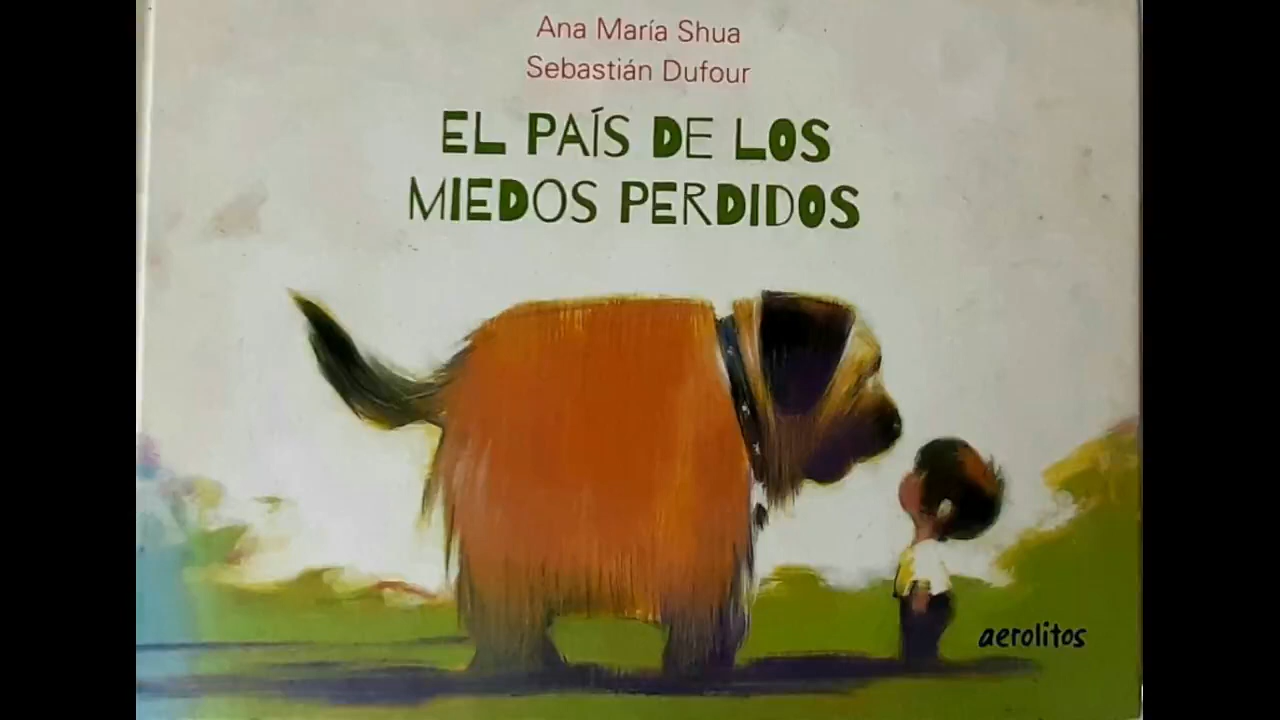 Ana María Shua
Sebastián Dufour
EL PAÍS DE LOS
MIEDOS PERDIDOS
aerolitos